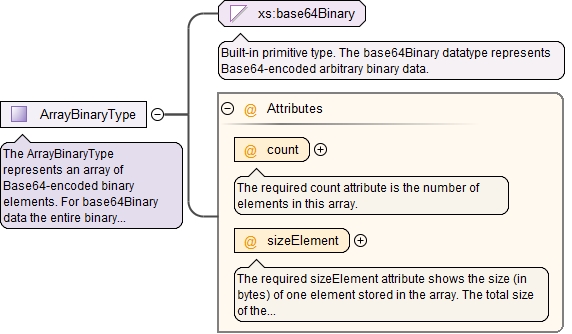 xs:base64Binary
Built-in primitive type. The base64Binary datatype represents
Base64-encoded arbitrary binary data.
ArrayBinaryType
The ArrayBinaryType
represents an array of
Base64-encoded binary
elements. For base64Binary
data the entire binary...
@ Attributes
@ count
The required count attribute is the number of
elements in this array.
@ sizeElement
The required sizeElement attribute shows the size (in
bytes) of one element stored in the array. The total size
of the...